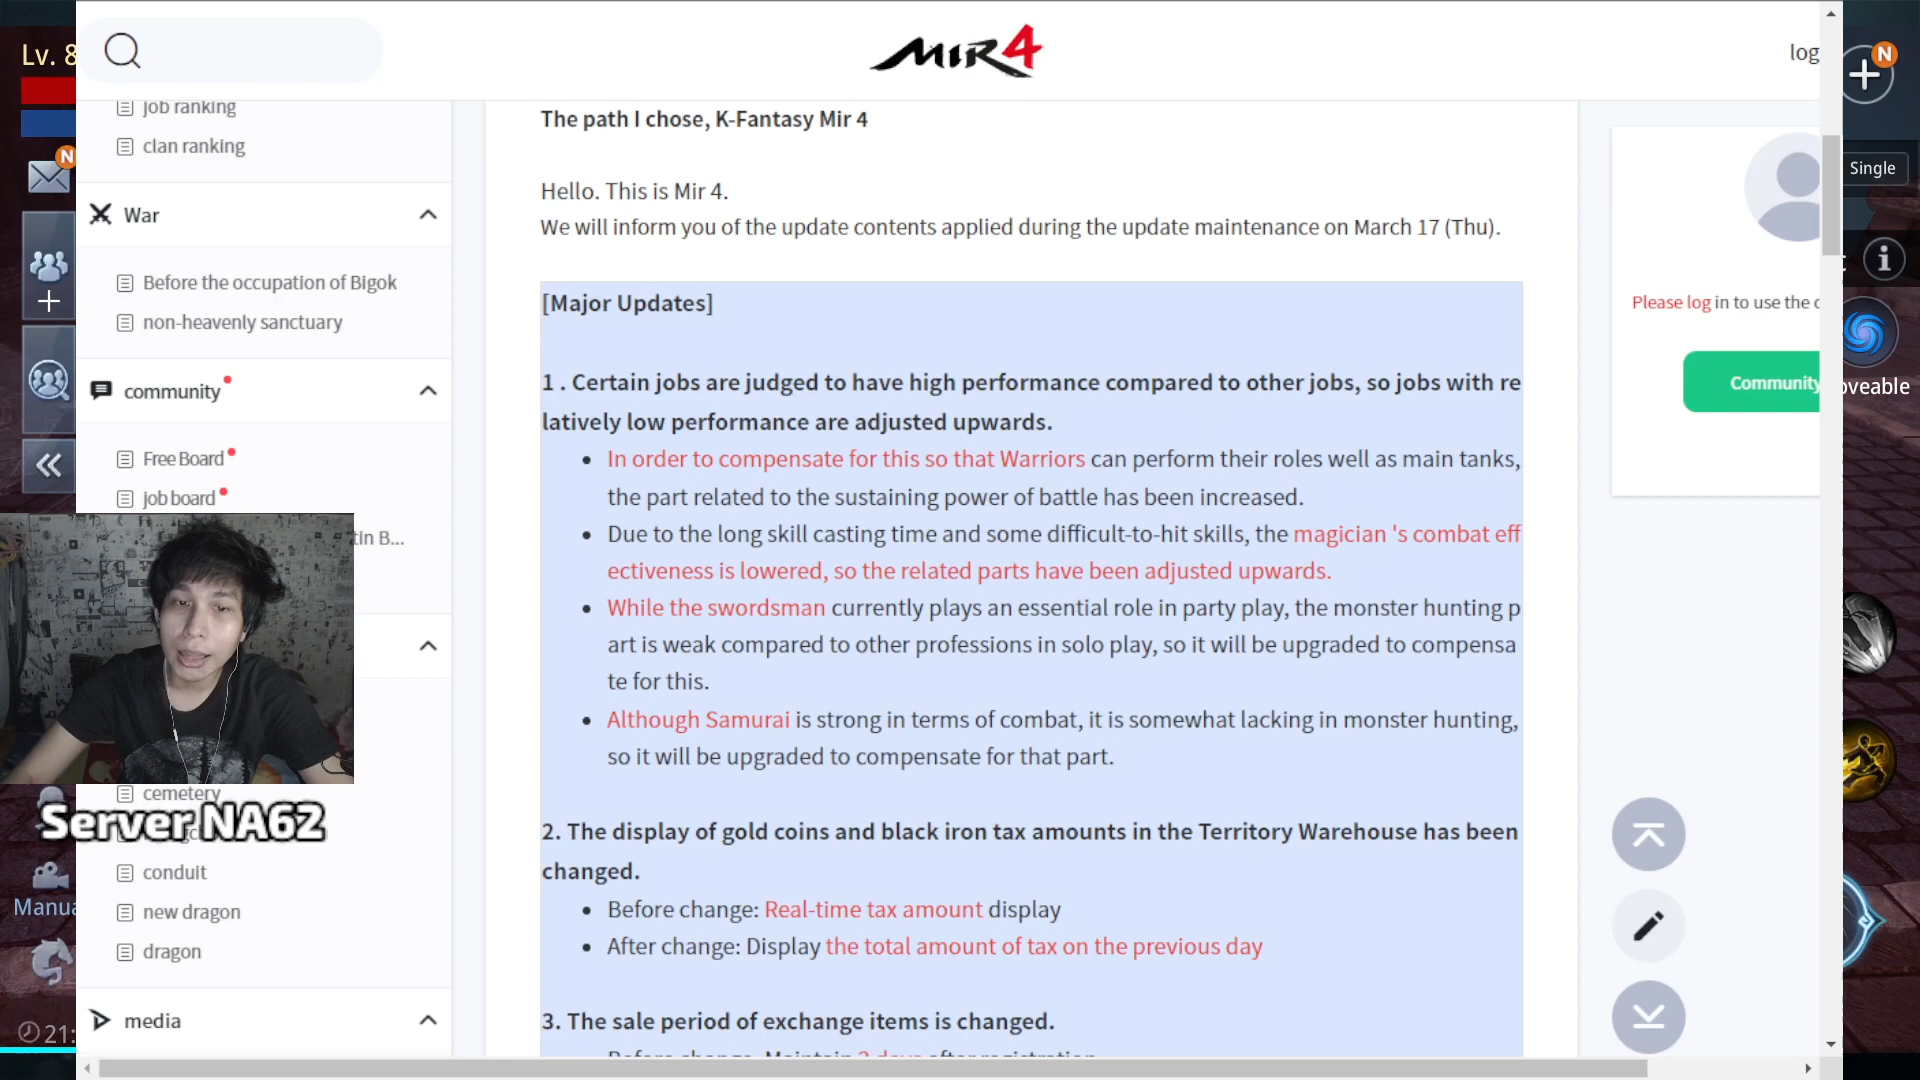 Lv. 8
MIR4
log
N
job ranking
clan ranking
The path I chose, K-Fantasy Mir 4
N
Single
Hello. This is Mir 4.
War
We will inform you of the update contents applied during the update maintenance on March 17 (Thu).
Before the occupation of Bigok
[Major Updates]
Please log in to use the c
non-heavenly sanctuary
community
1 . Certain jobs are judged to have high performance compared to other jobs, so jobs with re
latively low performance are adjusted upwards.
Community
oveable
Free Board
In order to compensate for this so that Warriors can perform their roles well as main tanks,
job board
the part related to the sustaining power of battle has been increased.
tin B...
Due to the long skill casting time and some difficult-to-hit skills, the magician 's combat eff
ectiveness is lowered, so the related parts have been adjusted upwards.
While the swordsman currently plays an essential role in party play, the monster hunting p
art is weak compared to other professions in solo play, so it will be upgraded to compensa
te for this.
Although Samurai is strong in terms of combat, it is somewhat lacking in monster hunting,
so it will be upgraded to compensate for that part.
cemetery
Server NA62
2. The display of gold coins and black iron tax amounts in the Territory Warehouse has been
changed.
conduit
Manua
new dragon
Before change: Real-time tax amount display
dragon
After change: Display the total amount of tax on the previous day
media
3. The sale period of exchange items is changed.
21:
Before change: Maintain 2 days after registration